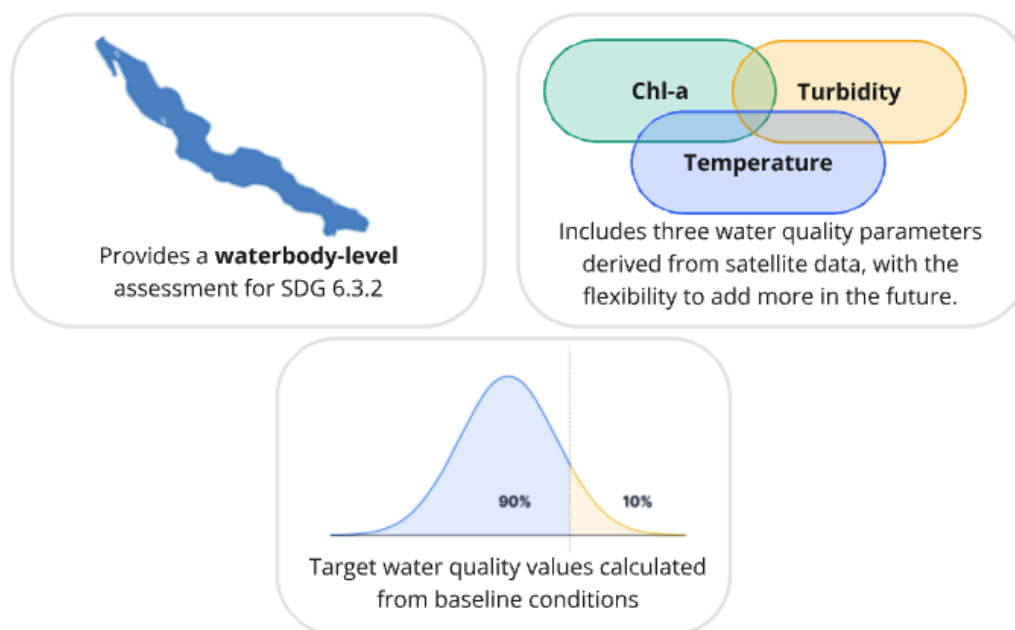 Provides a waterbody-level
assessment for SDG 6.3.2
Chl-a
Turbidity
Temperature
Includes three water quality parameters
derived from satellite data, with the
flexibility to add more in the future.
90%
10%
Target water quality values calculated
from baseline conditions